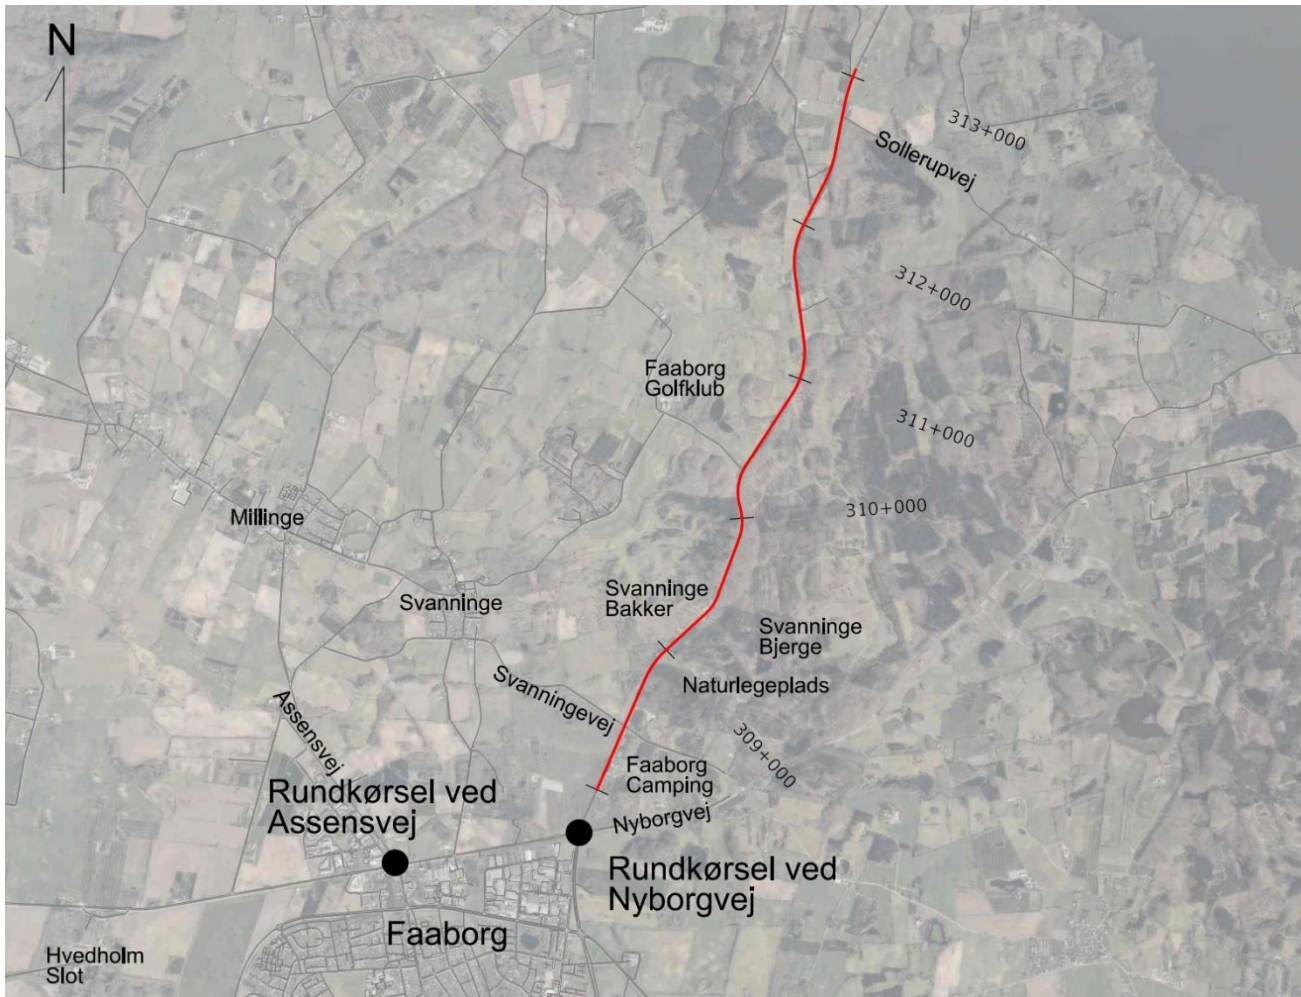 N
313+000
Sollerupvej
312+000
Faaborg
Golfklub
311+000
310+000
Millinge
Svanninge
Svanninge
Bakker
Svanninge
Bjerge
Naturlegeplads
Svanningevej
Assensvej
309+000
Faaborg
Camping
Nyborgvej
Rundkørsel ved
Assensvej
Rundkørsel ved
Nyborgvej
Faaborg
Hvedholm
Slot